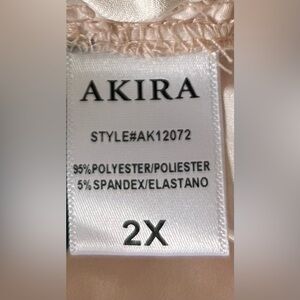 AKIRA
STYLE#AK12072
95%POLYESTER/POLIESTER
5%SPANDEX/ELASTANO
2X